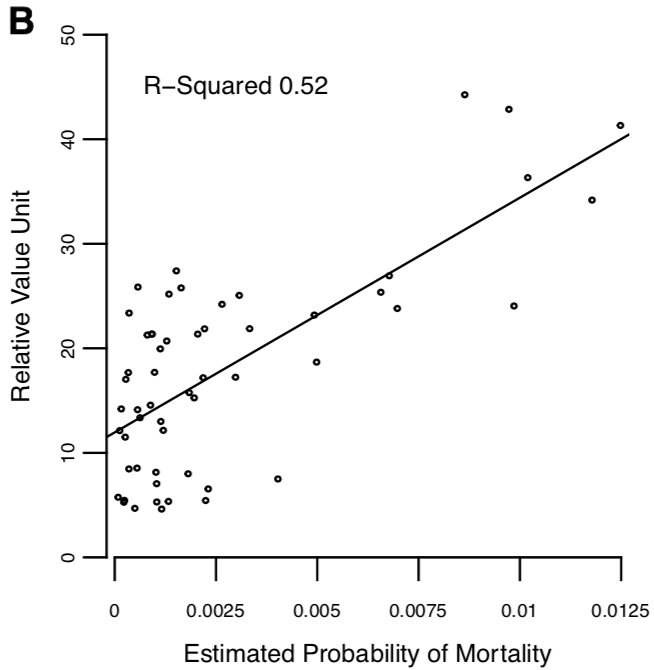 B
R−Squared 0.52
Relative Value Unit
50
40
30
20
10
0
0 0.0025 0.005 0.0075 0.01 0.0125
Estimated Probability of Mortality